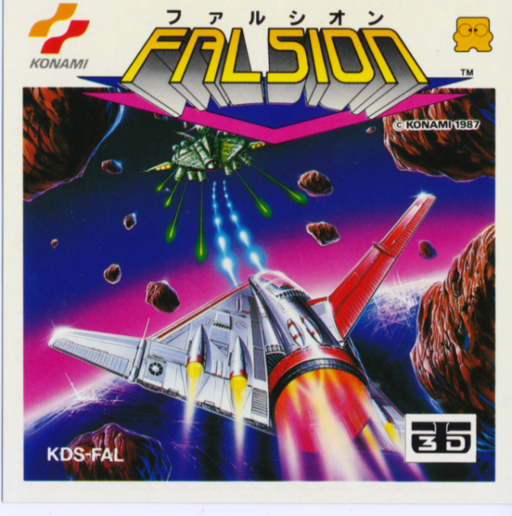 ファルシオン
KONAMI
FALSION
TM
© KONAMI 1987
KDS-FAL
3D